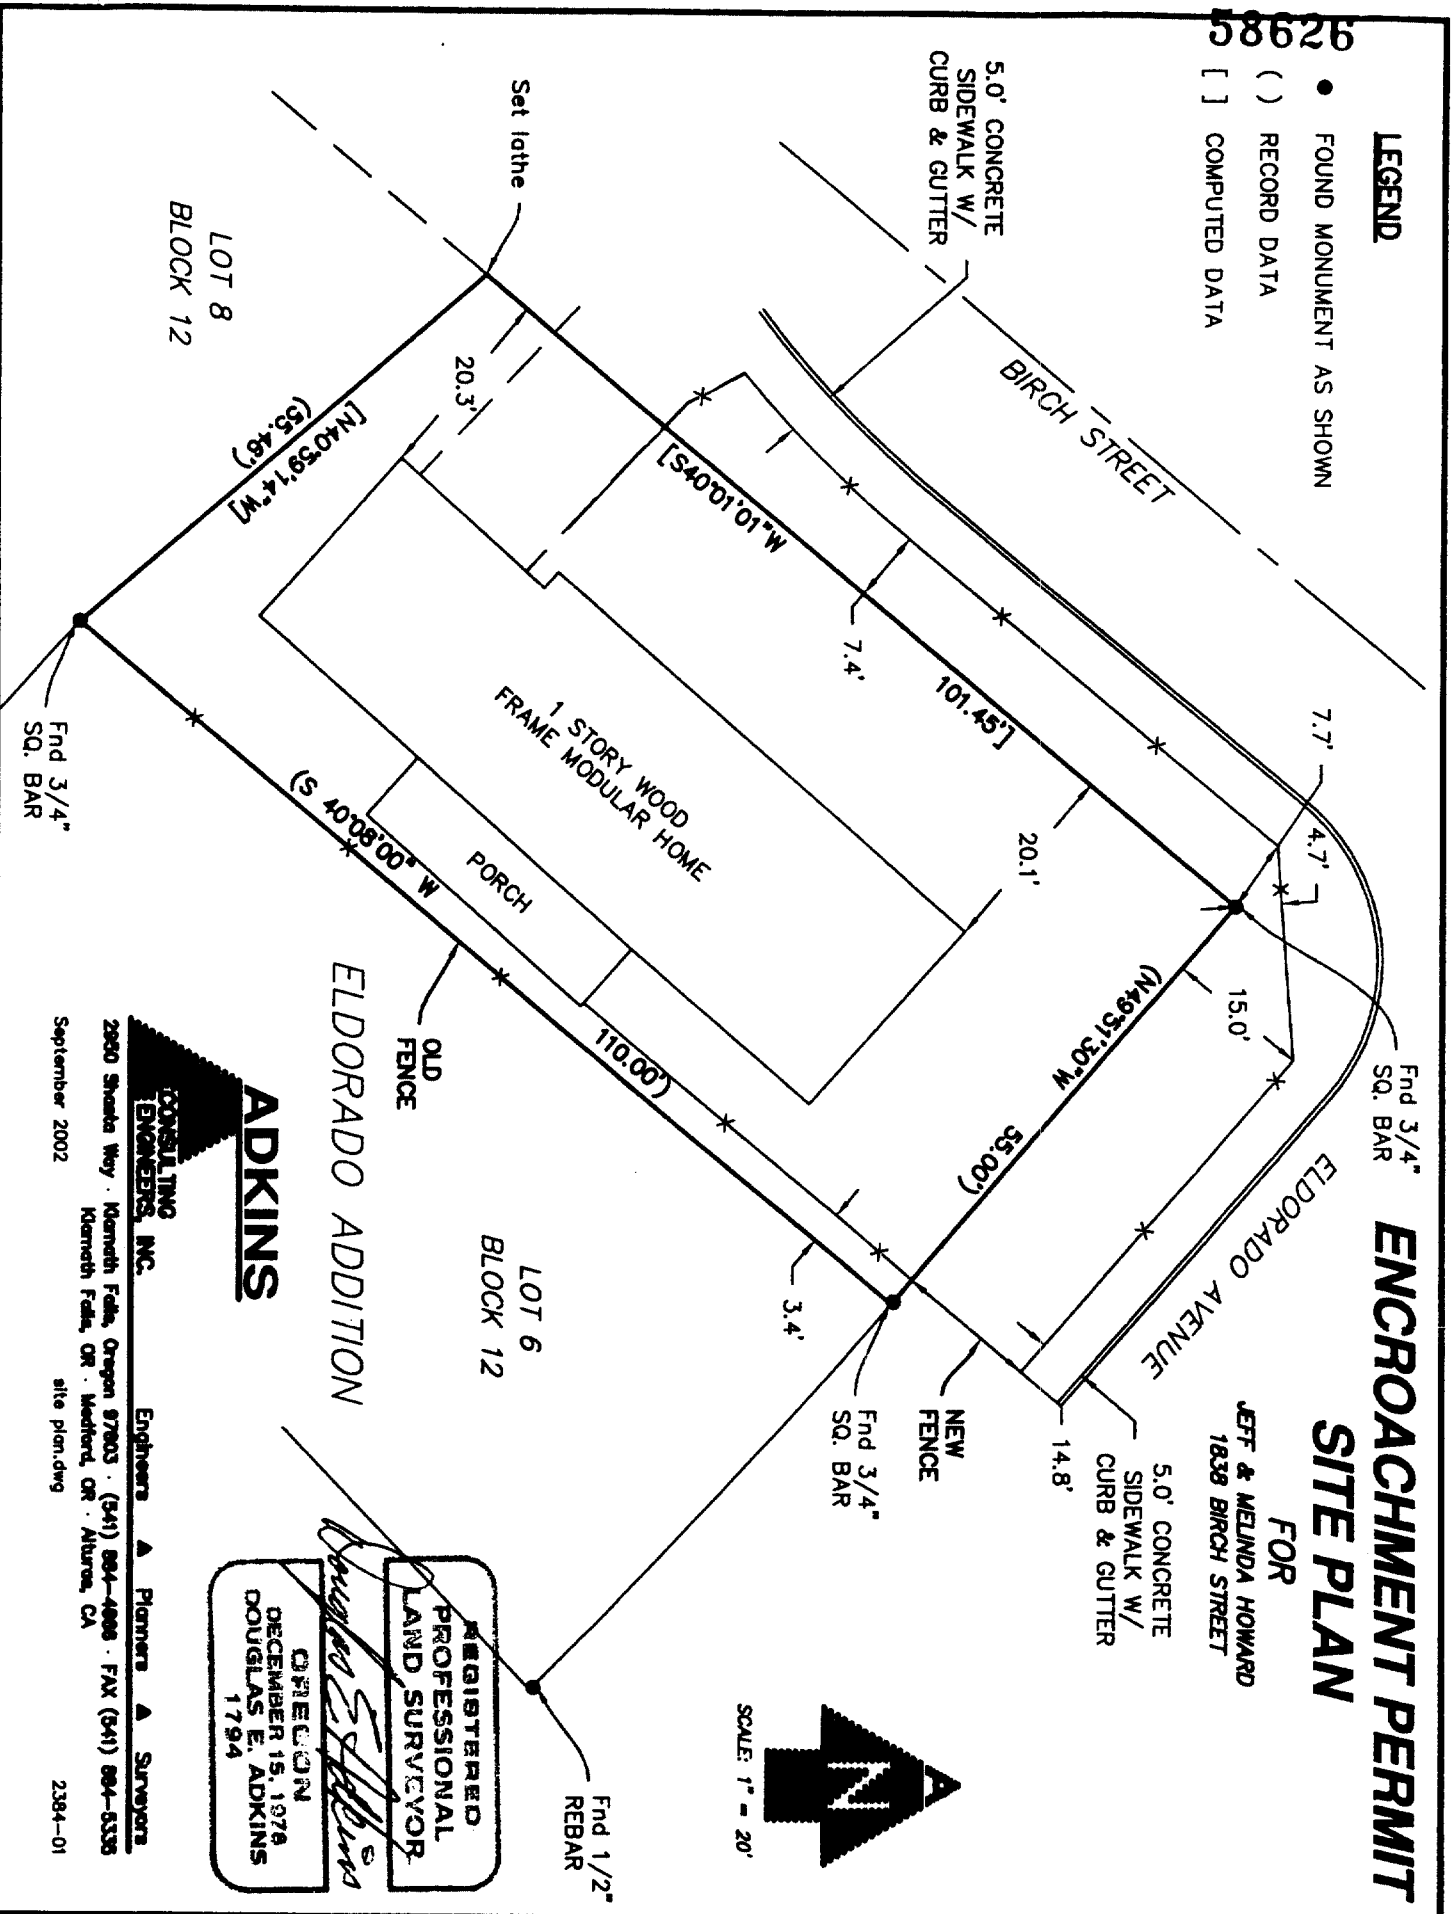 58626
LEGEND
● FOUND MONUMENT AS SHOWN
( ) RECORD DATA
[ ] COMPUTED DATA
ENCROACHMENT PERMIT
SITE PLAN
FOR
JEFF & MELINDA HOWARD
1838 BIRCH STREET
5.0' CONCRETE
SIDEWALK W/
CURB & GUTTER
BIRCH STREET
7.7'
4.7'
Fnd 3/4"
SQ. BAR
ELDORADO AVENUE
15.0'
(N49°51'30"W
55.00')
5.0' CONCRETE
SIDEWALK W/
CURB & GUTTER
14.8'
NEW
FENCE
Fnd 3/4"
SQ. BAR
3.4'
Set lathe
20.3'
[S40°01'01"W
101.45']
7.4'
20.1'
1 STORY WOOD
FRAME MODULAR HOME
PORCH
LOT 8
BLOCK 12
[N40°59'14"W]
(55.46')
Fnd 3/4"
SQ. BAR
(S 40°08'00" W
110.00')
OLD
FENCE
LOT 6
BLOCK 12
ELDORADO ADDITION
SCALE: 1" = 20'
N
Fnd 1/2"
REBAR
REGISTERED
PROFESSIONAL
LAND SURVEYOR
Douglas E. Adkins
OREGON
DECEMBER 15, 1978
DOUGLAS E. ADKINS
1794
ADKINS
CONSULTING
ENGINEERS, INC.
Engineers ▲ Planners ▲ Surveyors
2950 Shasta Way · Klamath Falls, Oregon 97603 · (541) 884-4666 · FAX (541) 884-5335
Klamath Falls, OR · Medford, OR · Alturas, CA
September 2002
site plan.dwg
2384-01